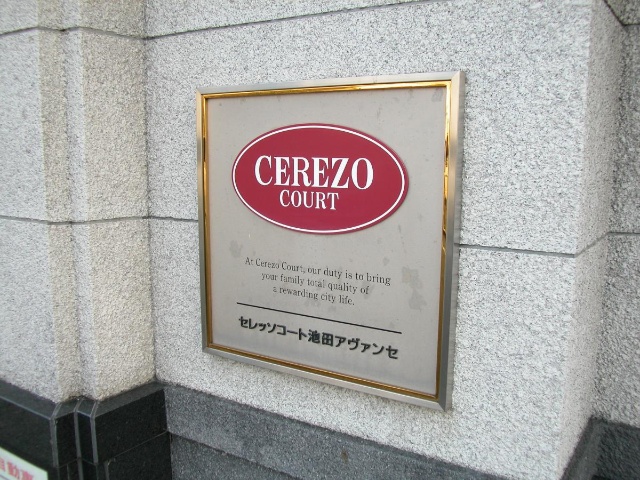 CEREZO
COURT
At Cerezo Court, our duty is to bring
your family total quality of
a rewarding city life.
セレッソコート池田アヴァンセ